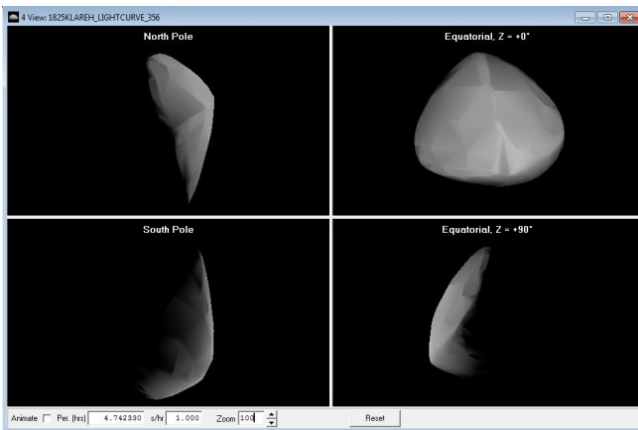 4 View: 1825KLAREH_LIGHTCURVE_356
North Pole
Equatorial, Z = +0°
South Pole
Equatorial, Z = +90°
Animate Per. (hrs) 4.742330 s/hr 1.000 Zoom 100 Reset